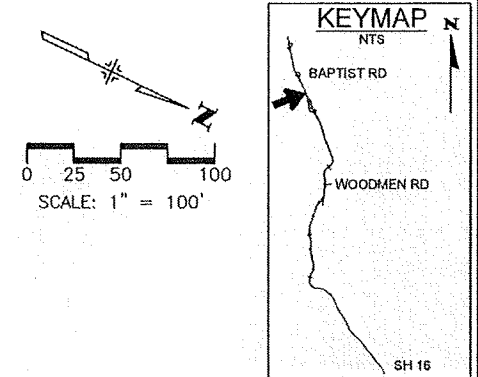 N
0 25 50 100
SCALE: 1" = 100'
KEYMAP N
NTS
BAPTIST RD
WOODMEN RD
SH 16